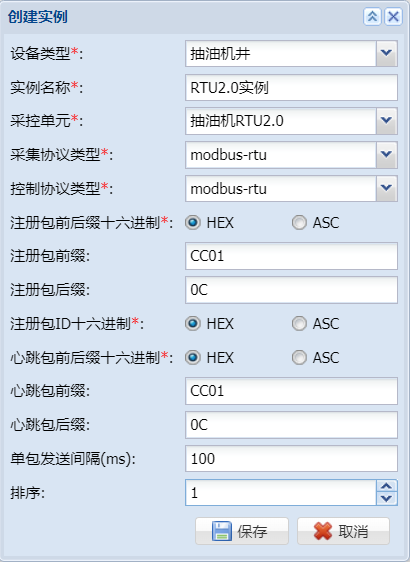 创建实例
设备类型*: 抽油机井
实例名称*: RTU2.0实例
采控单元*: 抽油机RTU2.0
采集协议类型*: modbus-rtu
控制协议类型*: modbus-rtu
注册包前后缀十六进制*: HEX ASC
注册包前缀: CC01
注册包后缀: 0C
注册包ID十六进制*: HEX ASC
心跳包前后缀十六进制*: HEX ASC
心跳包前缀: CC01
心跳包后缀: 0C
单包发送间隔(ms): 100
排序: 1
保存 取消